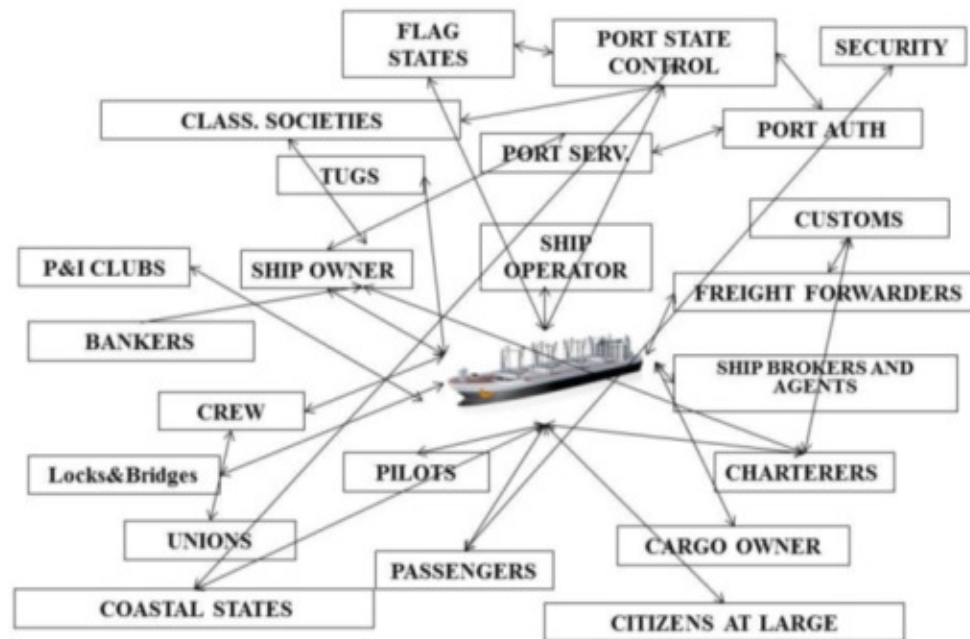 FLAG
STATES
PORT STATE
CONTROL
SECURITY
CLASS. SOCIETIES
PORT AUTH
PORT SERV.
TUGS
CUSTOMS
P&I CLUBS
SHIP OWNER
SHIP
OPERATOR
FREIGHT FORWARDERS
BANKERS
SHIP BROKERS AND
AGENTS
CREW
Locks&Bridges
PILOTS
CHARTERERS
UNIONS
CARGO OWNER
PASSENGERS
COASTAL STATES
CITIZENS AT LARGE